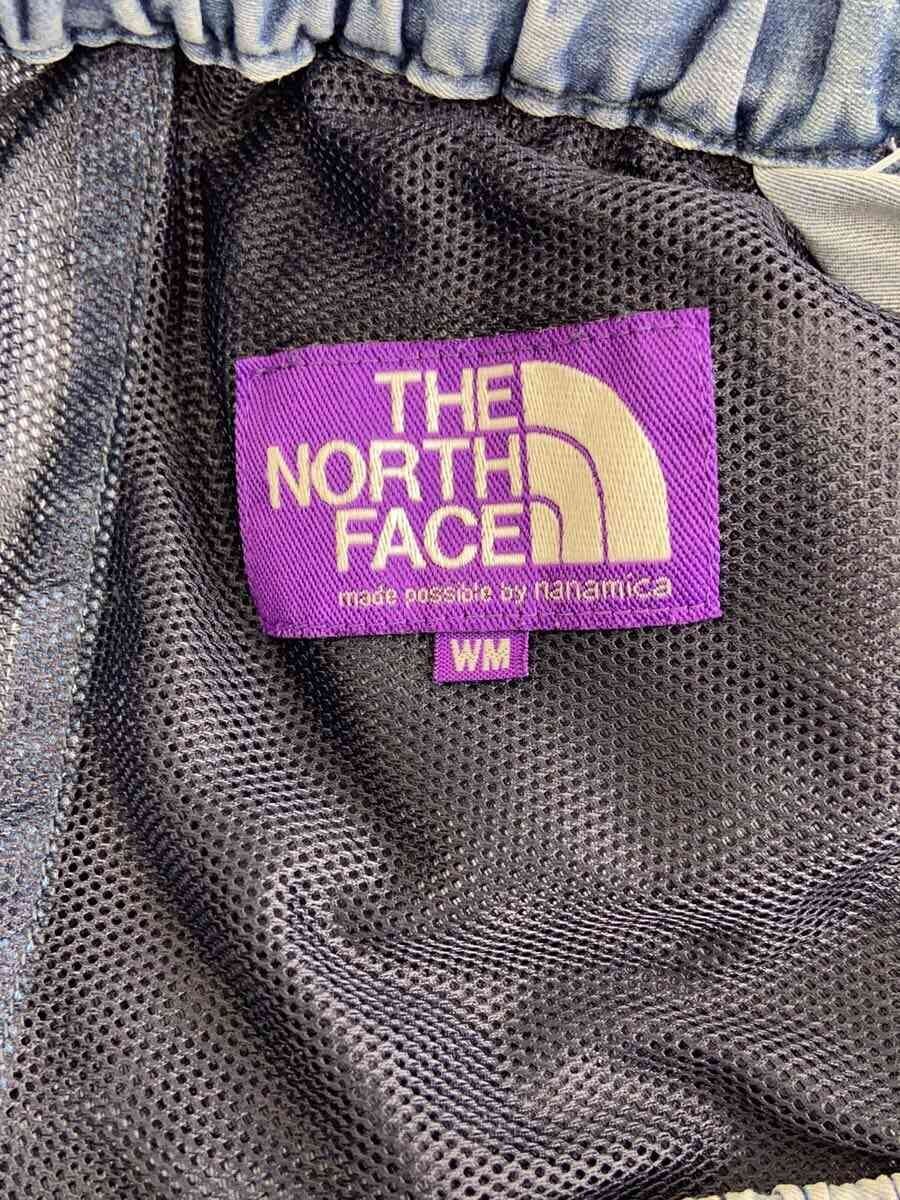 THE
NORTH
FACE
made possible by nanamica
WM